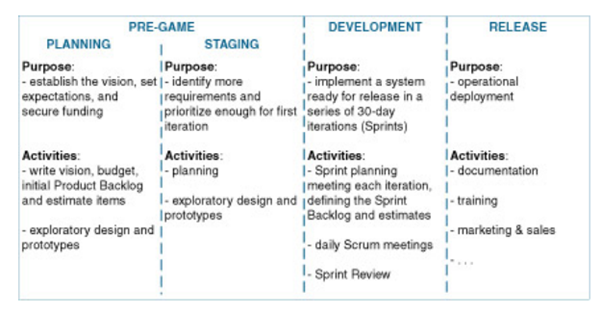 PRE-GAME
DEVELOPMENT
RELEASE
PLANNING
STAGING
Purpose:
- establish the vision, set
expectations, and
secure funding
Activities:
- write vision, budget,
initial Product Backlog
and estimate items
- exploratory design and
prototypes
Purpose:
- identify more
requirements and
prioritize enough for first
iteration
Activities:
- planning
- exploratory design and
prototypes
Purpose:
- implement a system
ready for release in a
series of 30-day
iterations (Sprints)
Activities:
- Sprint planning
meeting each iteration,
defining the Sprint
Backlog and estimates
- daily Scrum meetings
- Sprint Review
Purpose:
- operational
deployment
Activities:
- documentation
- training
- marketing & sales
- . . .